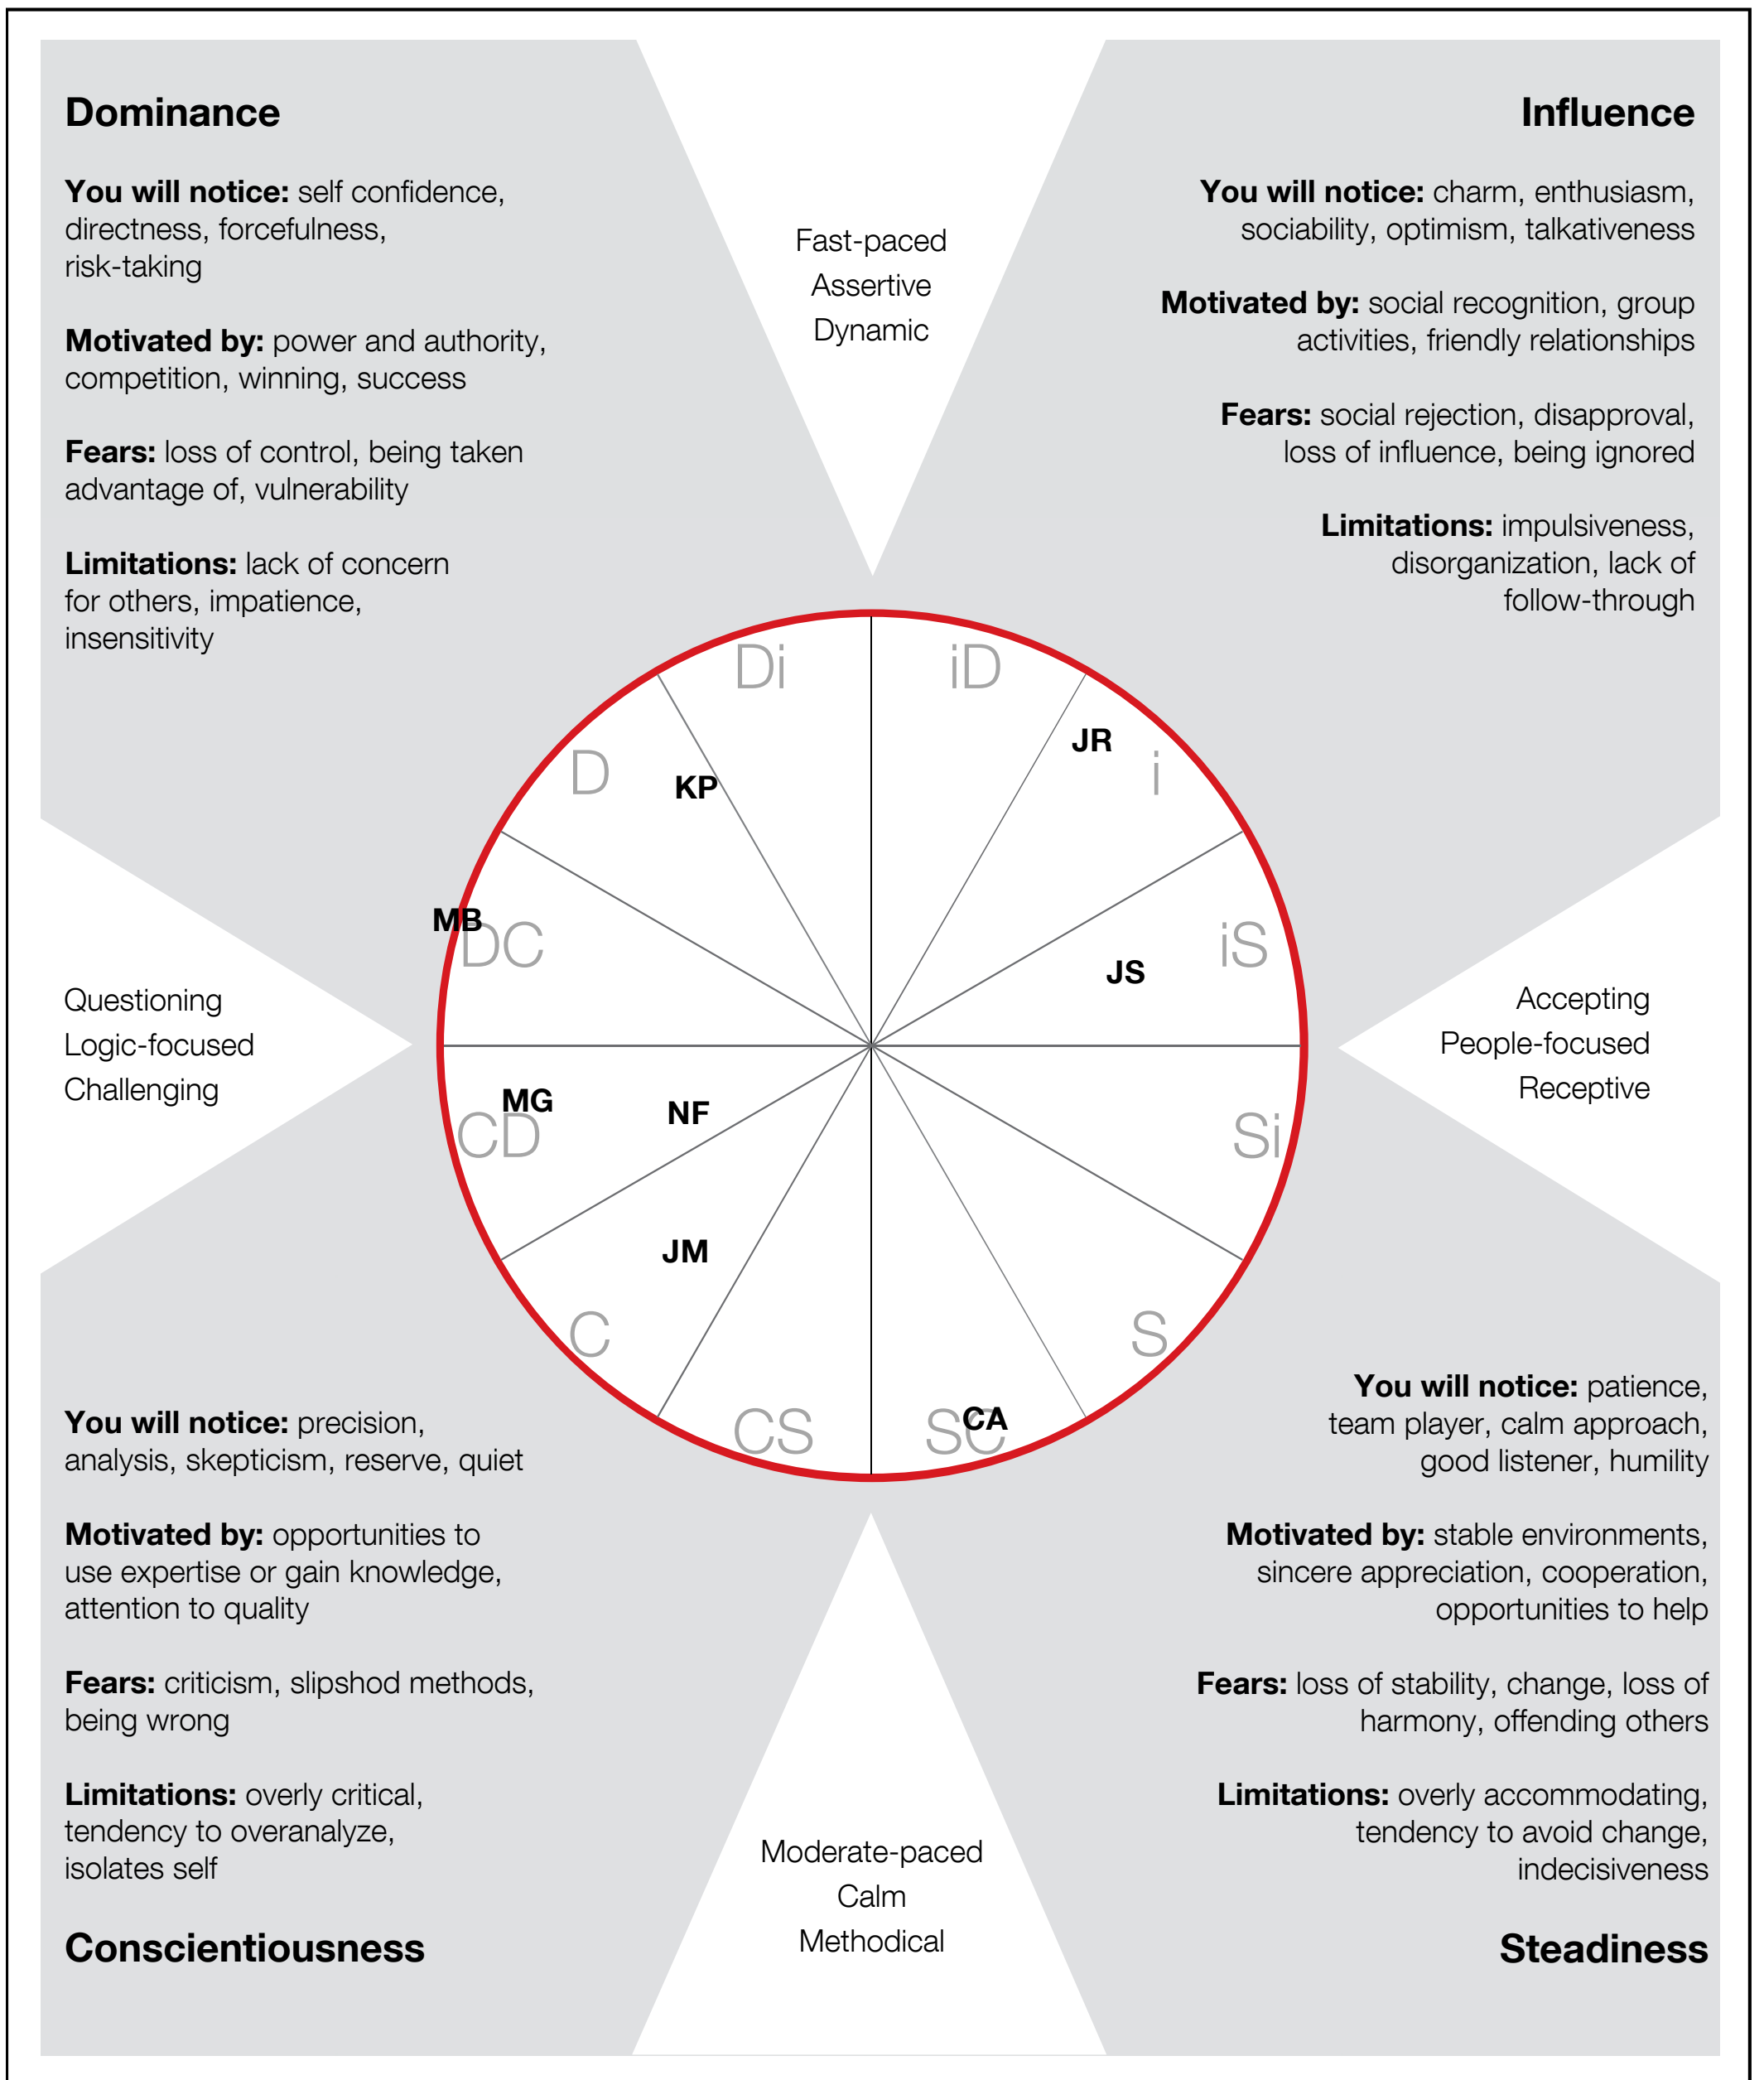 Dominance
You will notice: self confidence,
directness, forcefulness,
risk-taking
Motivated by: power and authority,
competition, winning, success
Fears: loss of control, being taken
advantage of, vulnerability
Limitations: lack of concern
for others, impatience,
insensitivity
Fast-paced
Assertive
Dynamic
Influence
You will notice: charm, enthusiasm,
sociability, optimism, talkativeness
Motivated by: social recognition, group
activities, friendly relationships
Fears: social rejection, disapproval,
loss of influence, being ignored
Limitations: impulsiveness,
disorganization, lack of
follow-through
Di
iD
JR
D
KP
i
MB
DC
iS
JS
Questioning
Logic-focused
Challenging
Accepting
People-focused
Receptive
MG
NF
CD
Si
JM
C
S
CS
SC
CA
You will notice: precision,
analysis, skepticism, reserve, quiet
Motivated by: opportunities to
use expertise or gain knowledge,
attention to quality
Fears: criticism, slipshod methods,
being wrong
Limitations: overly critical,
tendency to overanalyze,
isolates self
Conscientiousness
Moderate-paced
Calm
Methodical
You will notice: patience,
team player, calm approach,
good listener, humility
Motivated by: stable environments,
sincere appreciation, cooperation,
opportunities to help
Fears: loss of stability, change, loss of
harmony, offending others
Limitations: overly accommodating,
tendency to avoid change,
indecisiveness
Steadiness